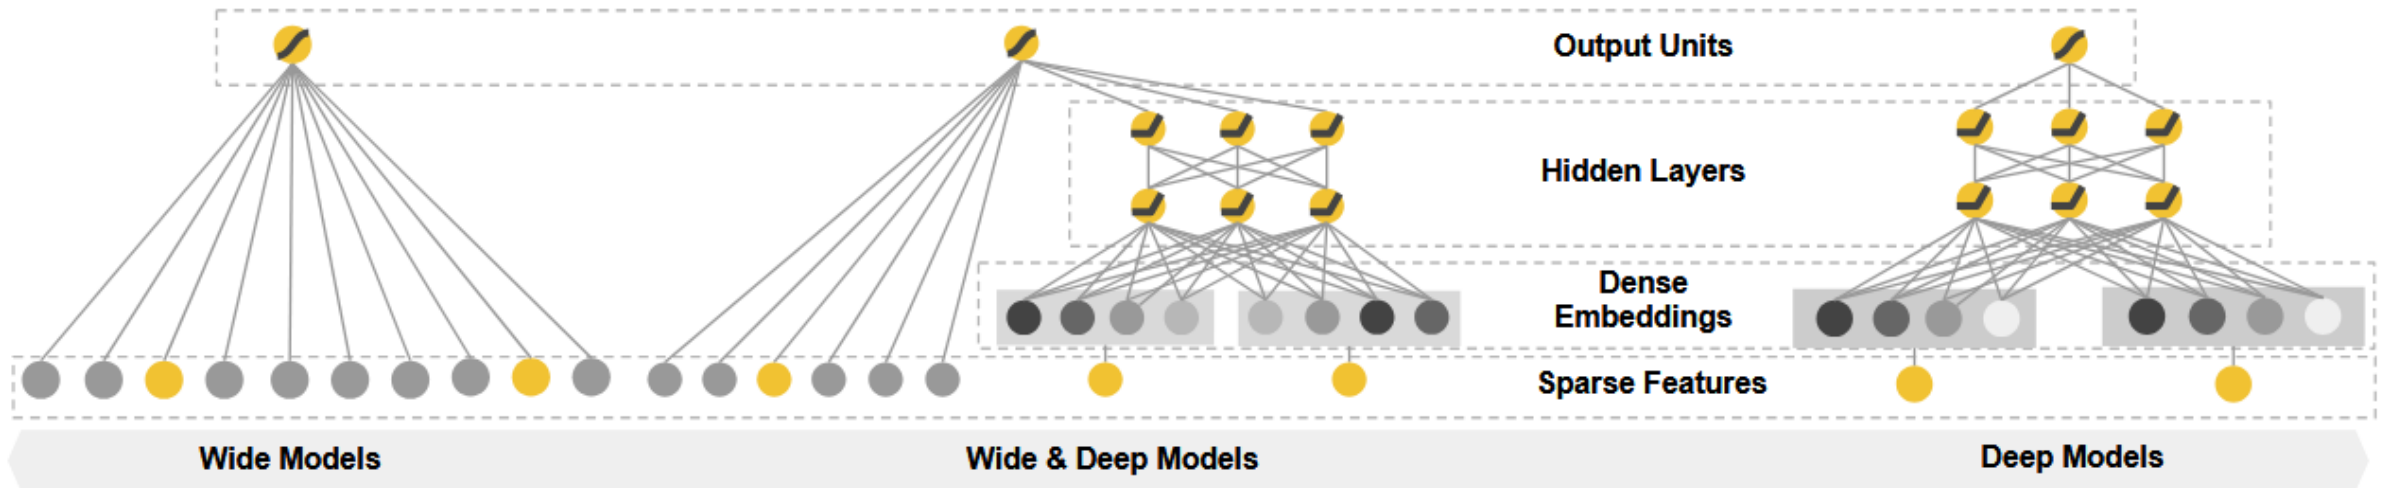 Output Units
Hidden Layers
Dense
Embeddings
Sparse Features
Wide Models
Wide & Deep Models
Deep Models